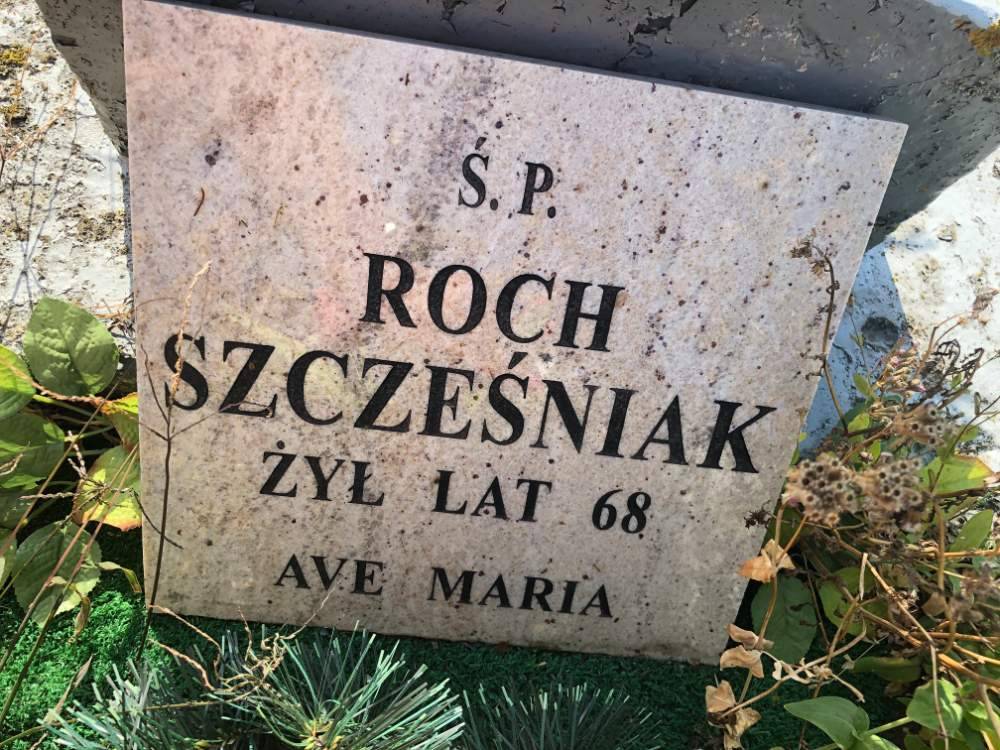 Ś. P.
ROCH
SZCZEŚNIAK
ŻYŁ LAT 68
AVE MARIA